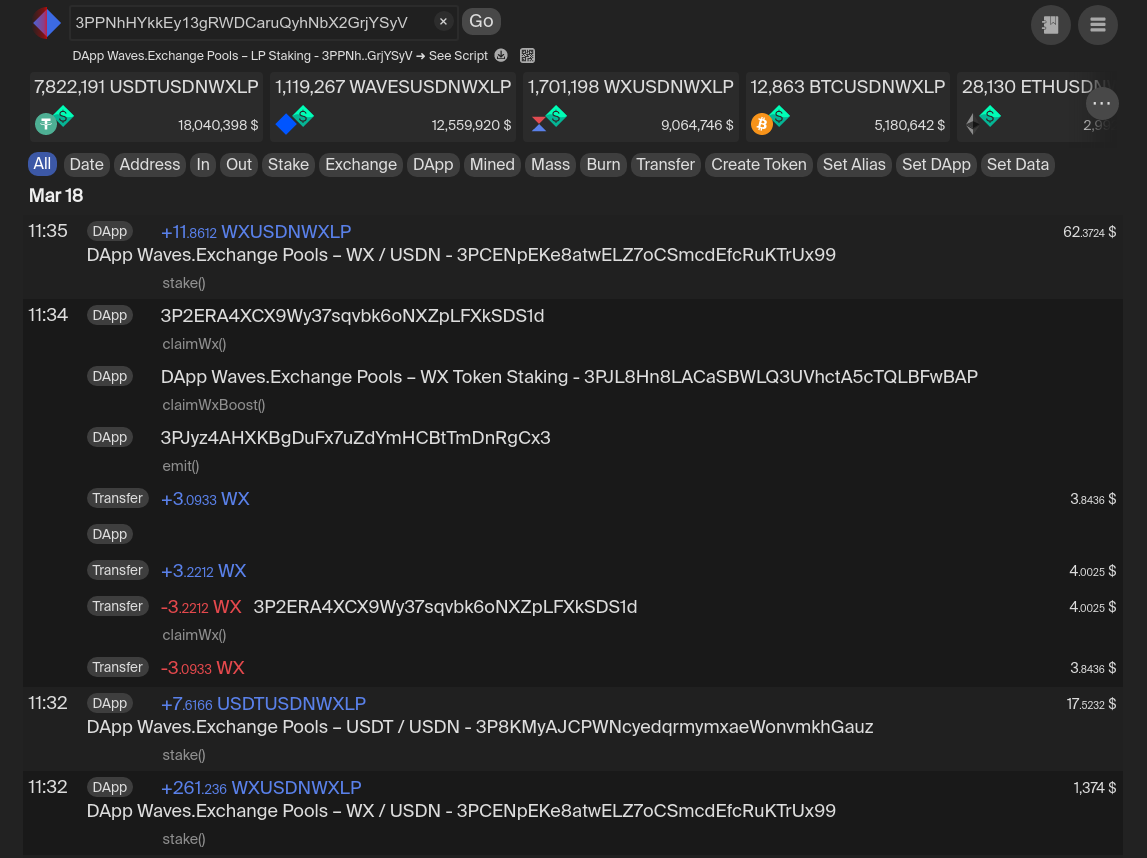 3PPNhHYkkEy13gRWDCaruQyhNbX2GrjYSyV × Go
DApp Waves.Exchange Pools – LP Staking - 3PPNh..GrjYSyV ➔ See Script
7,822,191 USDTUSDNWXLP 1,119,267 WAVESUSDNWXLP 1,701,198 WXUSDNWXLP 12,863 BTCUSDNWXLP 28,130 ETHUSDN
18,040,398 $ 12,559,920 $ 9,064,746 $ 5,180,642 $ 2,99
All Date Address In Out Stake Exchange DApp Mined Mass Burn Transfer Create Token Set Alias Set DApp Set Data
Mar 18
11:35 DApp +11.8612 WXUSDNWXLP 62.3724 $
DApp Waves.Exchange Pools – WX / USDN - 3PCENpEKe8atwELZ7oCSmcdEfcRuKTrUx99
stake()
11:34 DApp 3P2ERA4XCX9Wy37sqvbk6oNXZpLFXkSDS1d
claimWx()
DApp DApp Waves.Exchange Pools – WX Token Staking - 3PJL8Hn8LACaSBWLQ3UVhctA5cTQLBFwBAP
claimWxBoost()
DApp 3PJyz4AHXKBgDuFx7uZdYmHCBtTmDnRgCx3
emit()
Transfer +3.0933 WX 3.8436 $
DApp
Transfer +3.2212 WX 4.0025 $
Transfer -3.2212 WX 3P2ERA4XCX9Wy37sqvbk6oNXZpLFXkSDS1d 4.0025 $
claimWx()
Transfer -3.0933 WX 3.8436 $
11:32 DApp +7.6166 USDTUSDNWXLP 17.5232 $
DApp Waves.Exchange Pools – USDT / USDN - 3P8KMyAJCPWNcyedqrmymxaeWonvmkhGauz
stake()
11:32 DApp +261.236 WXUSDNWXLP 1,374 $
DApp Waves.Exchange Pools – WX / USDN - 3PCENpEKe8atwELZ7oCSmcdEfcRuKTrUx99
stake()